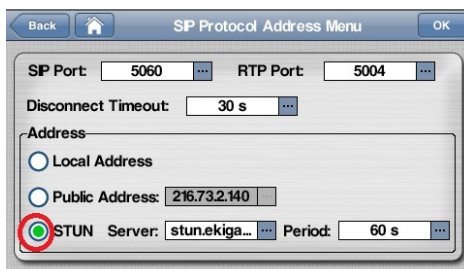 Back SIP Protocol Address Menu OK
SIP Port: 5060 ... RTP Port: 5004 ...
Disconnect Timeout: 30 s ...
Address
Local Address
Public Address: 216.73.2.140 ...
STUN Server: stun.ekiga... ... Period: 60 s ...